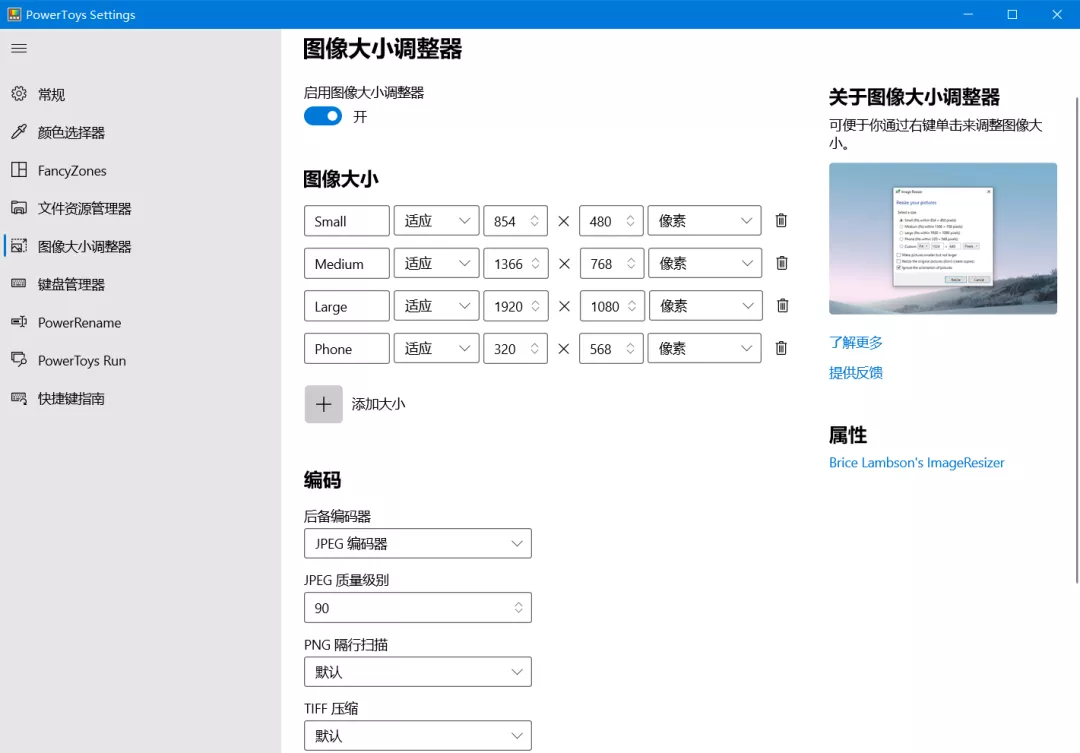 PowerToys Settings
常规
颜色选择器
FancyZones
文件资源管理器
图像大小调整器
键盘管理器
PowerRename
PowerToys Run
快捷键指南
图像大小调整器
启用图像大小调整器
开
图像大小
Small 适应 854 × 480 像素
Medium 适应 1366 × 768 像素
Large 适应 1920 × 1080 像素
Phone 适应 320 × 568 像素
添加大小
编码
后备编码器
JPEG 编码器
JPEG 质量级别
90
PNG 隔行扫描
默认
TIFF 压缩
默认
关于图像大小调整器
可便于你通过右键单击来调整图像大
小。
Image Resizer
Resize your pictures
了解更多
提供反馈
属性
Brice Lambson's ImageResizer